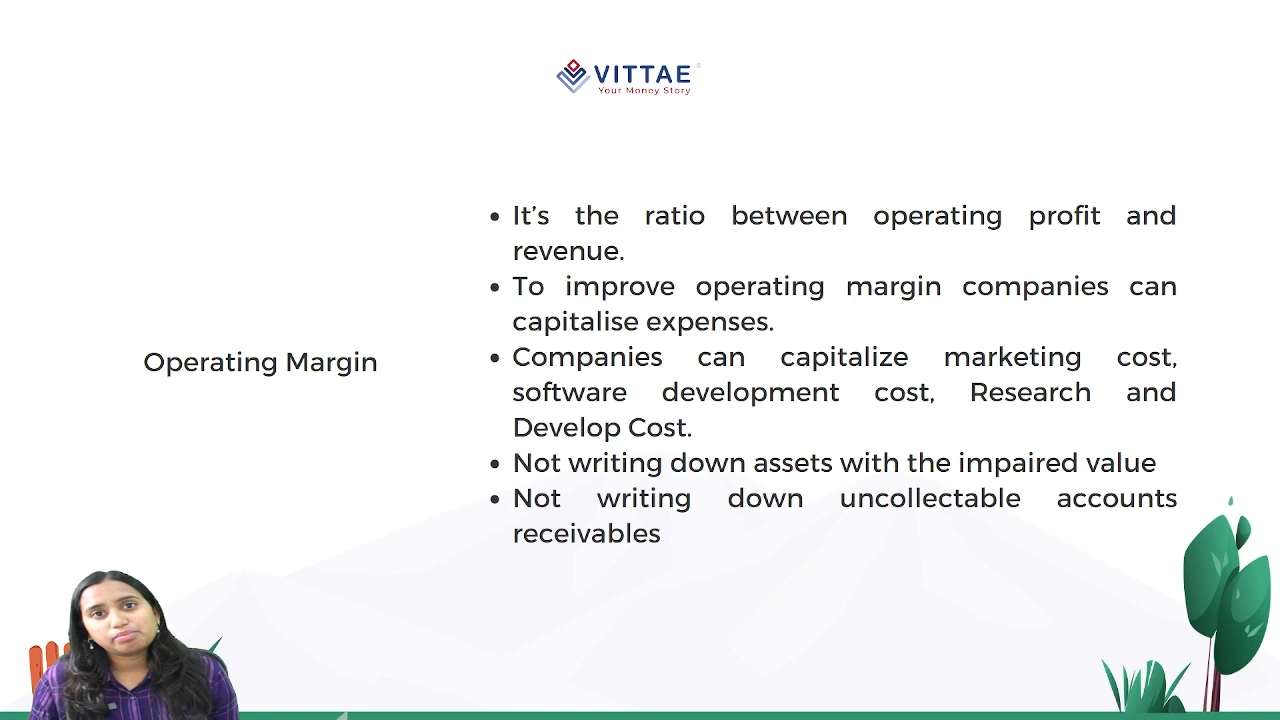 VITTAE
Your Money Story
Operating Margin
It's the ratio between operating profit and
revenue.
To improve operating margin companies can
capitalise expenses.
Companies can capitalize marketing cost,
software development cost, Research and
Develop Cost.
Not writing down assets with the impaired value
Not writing down uncollectable accounts
receivables